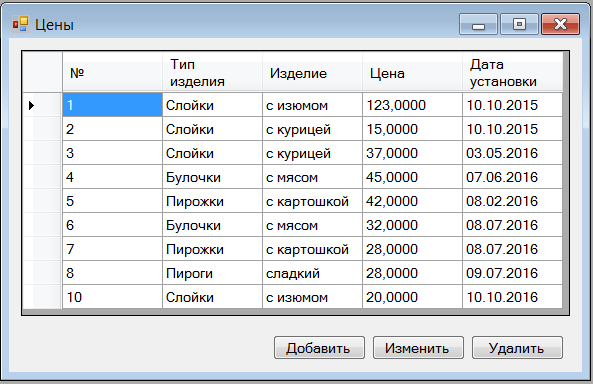 Цены
№ Тип изделия Изделие Цена Дата установки
1 Слойки с изюмом 123,0000 10.10.2015
2 Слойки с курицей 15,0000 10.10.2015
3 Слойки с курицей 37,0000 03.05.2016
4 Булочки с мясом 45,0000 07.06.2016
5 Пирожки с картошкой 42,0000 08.02.2016
6 Булочки с мясом 32,0000 08.07.2016
7 Пирожки с картошкой 28,0000 08.07.2016
8 Пироги сладкий 28,0000 09.07.2016
10 Слойки с изюмом 20,0000 10.10.2016
Добавить Изменить Удалить